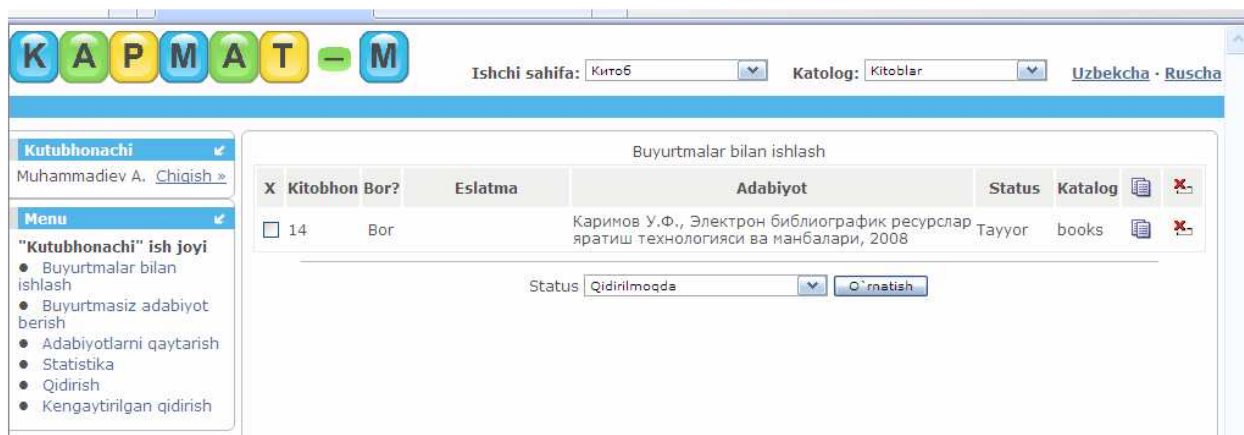 КАРМАТ – М
Ishchi sahifa: Китоб Katolog: Kitoblar Uzbekcha · Ruscha
Kutubhonachi
Muhammadiev A. Chiqish »
Menu
"Kutubhonachi" ish joyi
Buyurtmalar bilan
ishlash
Buyurtmasiz adabiyot
berish
Adabiyotlarni qaytarish
Statistika
Qidirish
Kengaytirilgan qidirish
Buyurtmalar bilan ishlash
X Kitobhon Bor? Eslatma Adabiyot Status Katalog
14 Bor Каримов У.Ф., Электрон библиографик ресурслар Tayyor books
яратиш технологияси ва манбалари, 2008
Status Qidirilmoqda O`rnatish